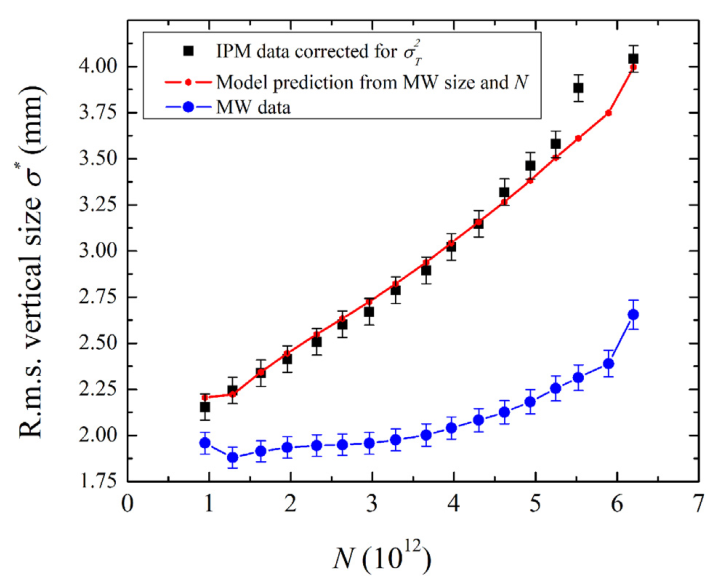 IPM data corrected for σ_T^2
Model prediction from MW size and N
MW data
R.m.s. vertical size σ* (mm)
4.00
3.75
3.50
3.25
3.00
2.75
2.50
2.25
2.00
1.75
0 1 2 3 4 5 6 7
N (10^12)